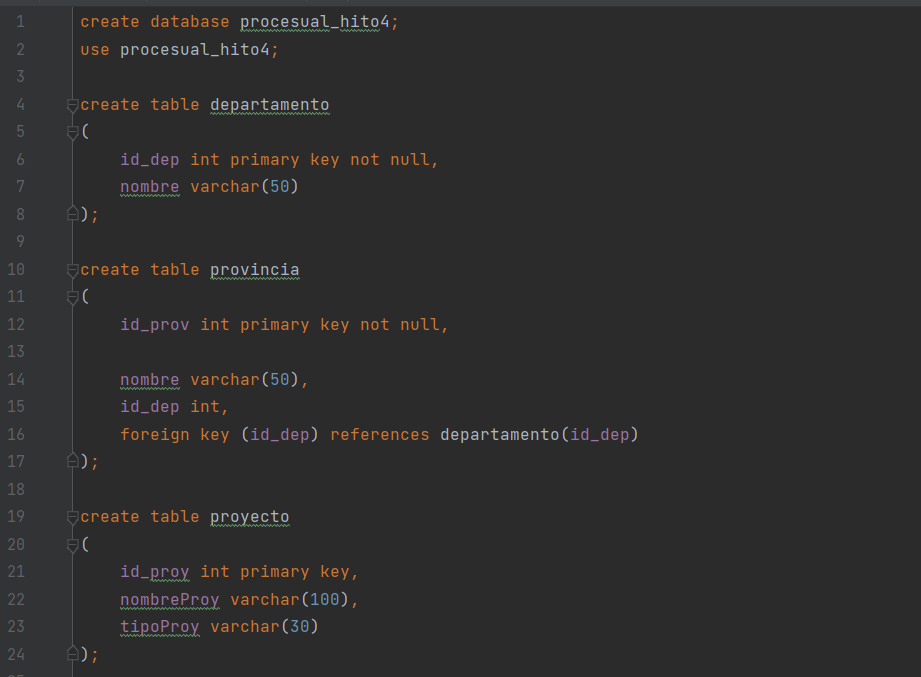 1 create database procesual_hito4;
2 use procesual_hito4;
3
4 create table departamento
5 (
6     id_dep int primary key not null,
7     nombre varchar(50)
8 );
9
10 create table provincia
11 (
12     id_prov int primary key not null,
13
14     nombre varchar(50),
15     id_dep int,
16     foreign key (id_dep) references departamento(id_dep)
17 );
18
19 create table proyecto
20 (
21     id_proy int primary key,
22     nombreProy varchar(100),
23     tipoProy varchar(30)
24 );